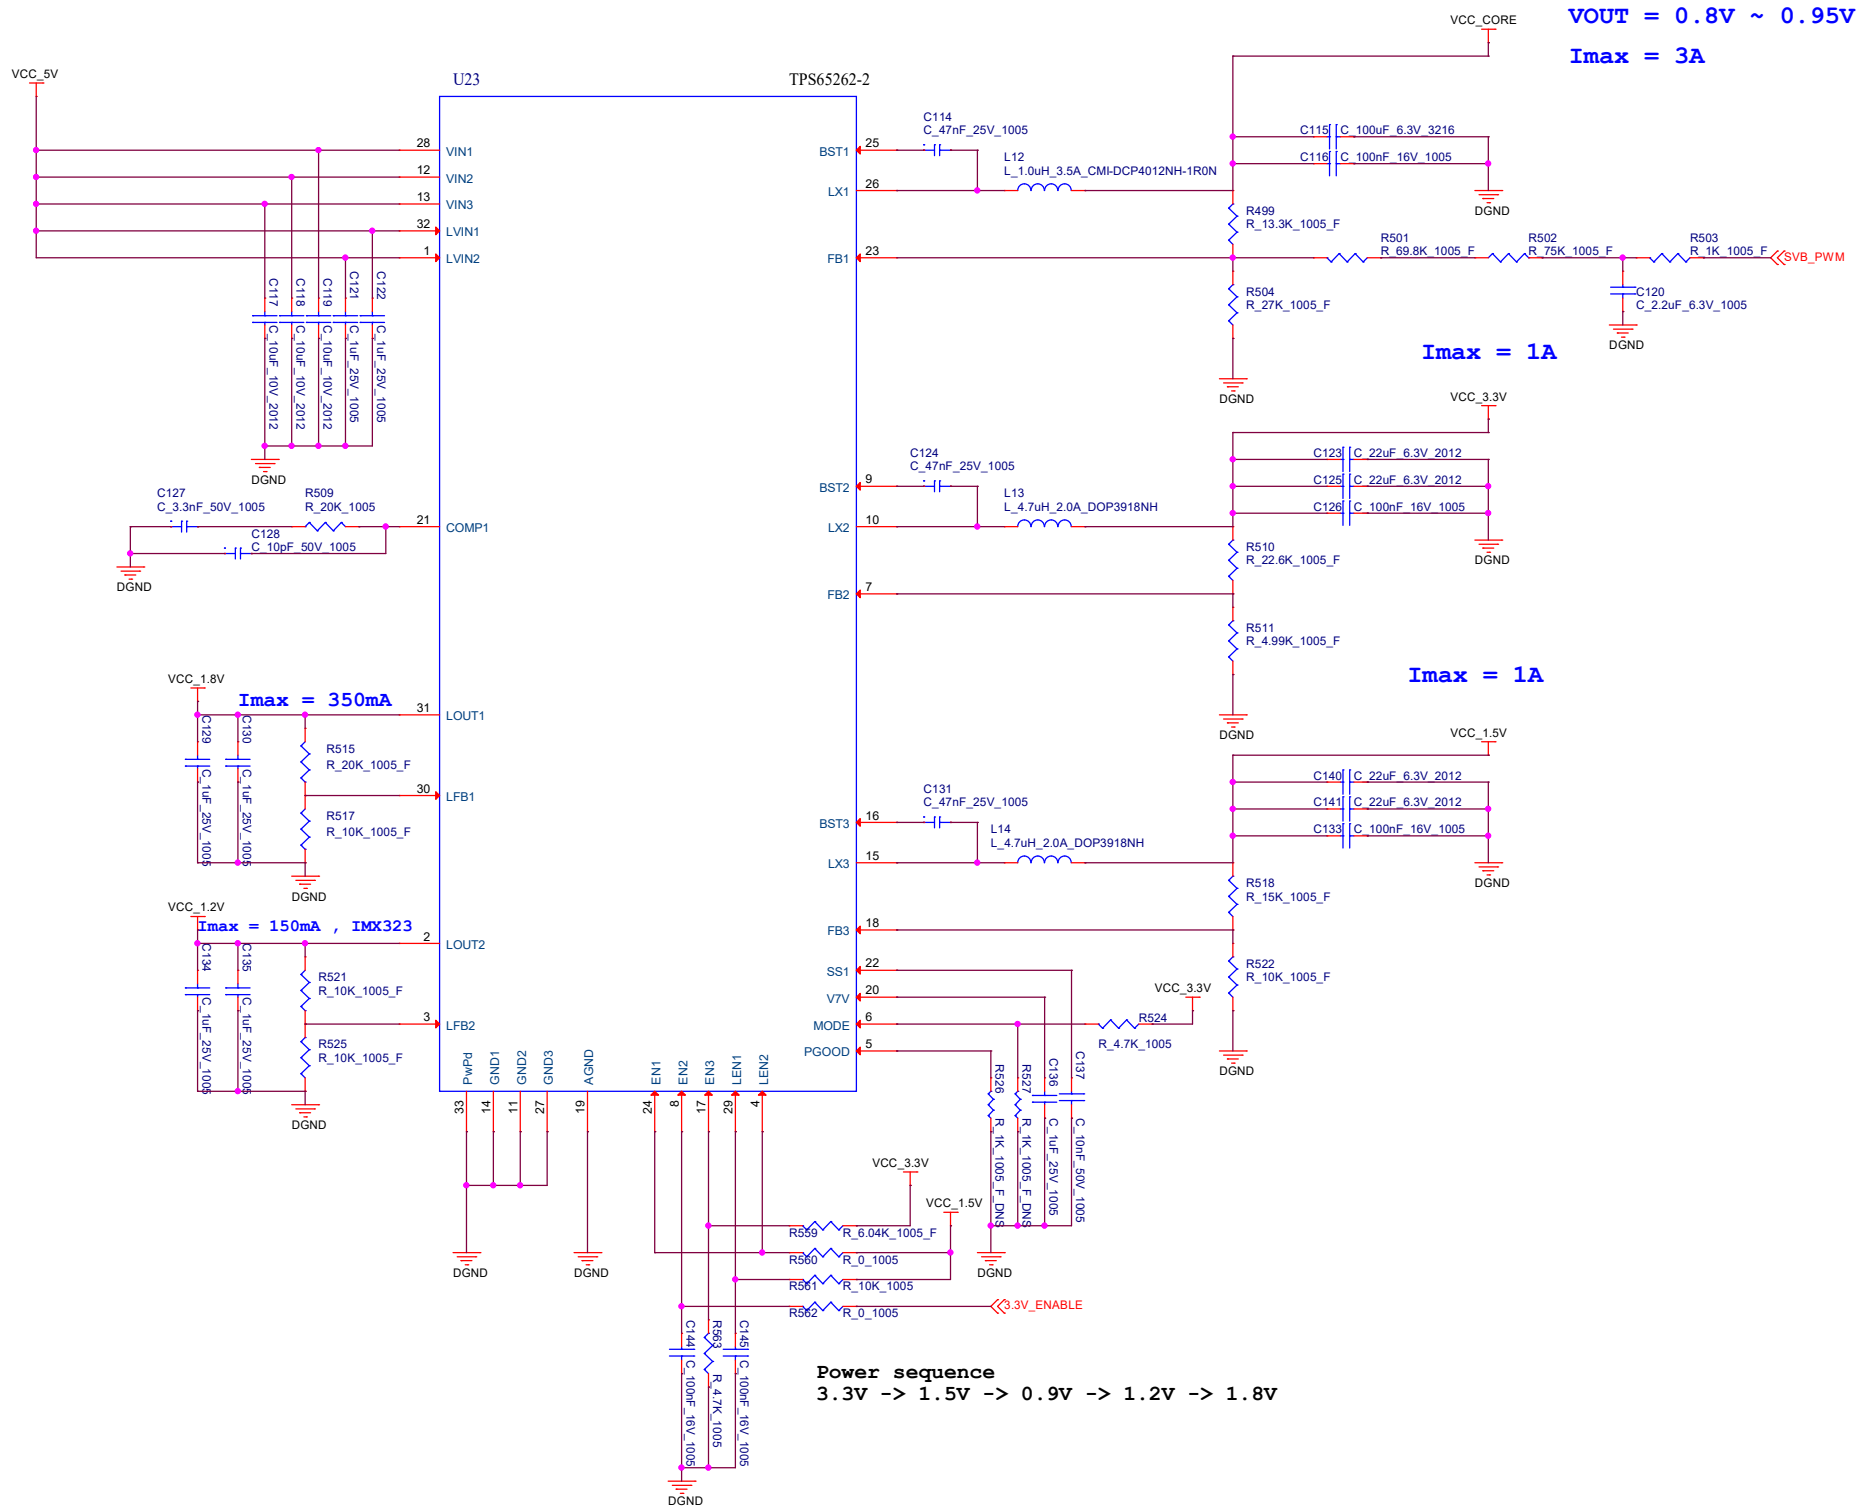 VCC_CORE
VOUT = 0.8V ~ 0.95V
Imax = 3A
VCC_5V
U23
TPS65262-2
28
VIN1
12
VIN2
13
VIN3
32
LVIN1
1
LVIN2
C117
C_10uF_10V_2012
C118
C_10uF_10V_2012
C119
C_10uF_10V_2012
C121
C_1uF_25V_1005
C122
C_1uF_25V_1005
DGND
C127
C_3.3nF_50V_1005
R509
R_20K_1005
C128
C_10pF_50V_1005
DGND
21
COMP1
VCC_1.8V
Imax = 350mA
31
LOUT1
C129
C_1uF_25V_1005
C130
C_1uF_25V_1005
R515
R_20K_1005_F
30
LFB1
R517
R_10K_1005_F
DGND
VCC_1.2V
Imax = 150mA , IMX323
2
LOUT2
C134
C_1uF_25V_1005
C135
C_1uF_25V_1005
R521
R_10K_1005_F
3
LFB2
R525
R_10K_1005_F
DGND
BST1
25
C114
C_47nF_25V_1005
LX1
26
L12
L_1.0uH_3.5A_CMI-DCP4012NH-1R0N
C115
C_100uF_6.3V_3216
C116
C_100nF_16V_1005
DGND
R499
R_13.3K_1005_F
FB1
23
R501
R_69.8K_1005_F
R502
R_75K_1005_F
R503
R_1K_1005_F
SVB_PWM
C120
C_2.2uF_6.3V_1005
DGND
R504
R_27K_1005_F
DGND
Imax = 1A
VCC_3.3V
BST2
9
C124
C_47nF_25V_1005
LX2
10
L13
L_4.7uH_2.0A_DOP3918NH
C123
C_22uF_6.3V_2012
C125
C_22uF_6.3V_2012
C126
C_100nF_16V_1005
DGND
R510
R_22.6K_1005_F
FB2
7
R511
R_4.99K_1005_F
DGND
Imax = 1A
VCC_1.5V
BST3
16
C131
C_47nF_25V_1005
LX3
15
L14
L_4.7uH_2.0A_DOP3918NH
C140
C_22uF_6.3V_2012
C141
C_22uF_6.3V_2012
C133
C_100nF_16V_1005
DGND
R518
R_15K_1005_F
FB3
18
R522
R_10K_1005_F
DGND
SS1
22
V7V
20
MODE
6
PGOOD
5
VCC_3.3V
R524
R_4.7K_1005
R526
R_1K_1005_F_DNS
R527
R_1K_1005_F_DNS
C136
C_1uF_25V_1005
C137
C_10nF_50V_1005
DGND
PwPd
GND1
GND2
GND3
AGND
EN1
EN2
EN3
LEN1
LEN2
33
14
11
27
19
24
8
17
29
4
DGND
DGND
VCC_3.3V
VCC_1.5V
R559
R_6.04K_1005_F
R560
R_0_1005
R561
R_10K_1005
R562
R_0_1005
3.3V_ENABLE
C144
C_100nF_16V_1005
R563
R_4.7K_1005
C145
C_100nF_16V_1005
DGND
Power sequence
3.3V -> 1.5V -> 0.9V -> 1.2V -> 1.8V